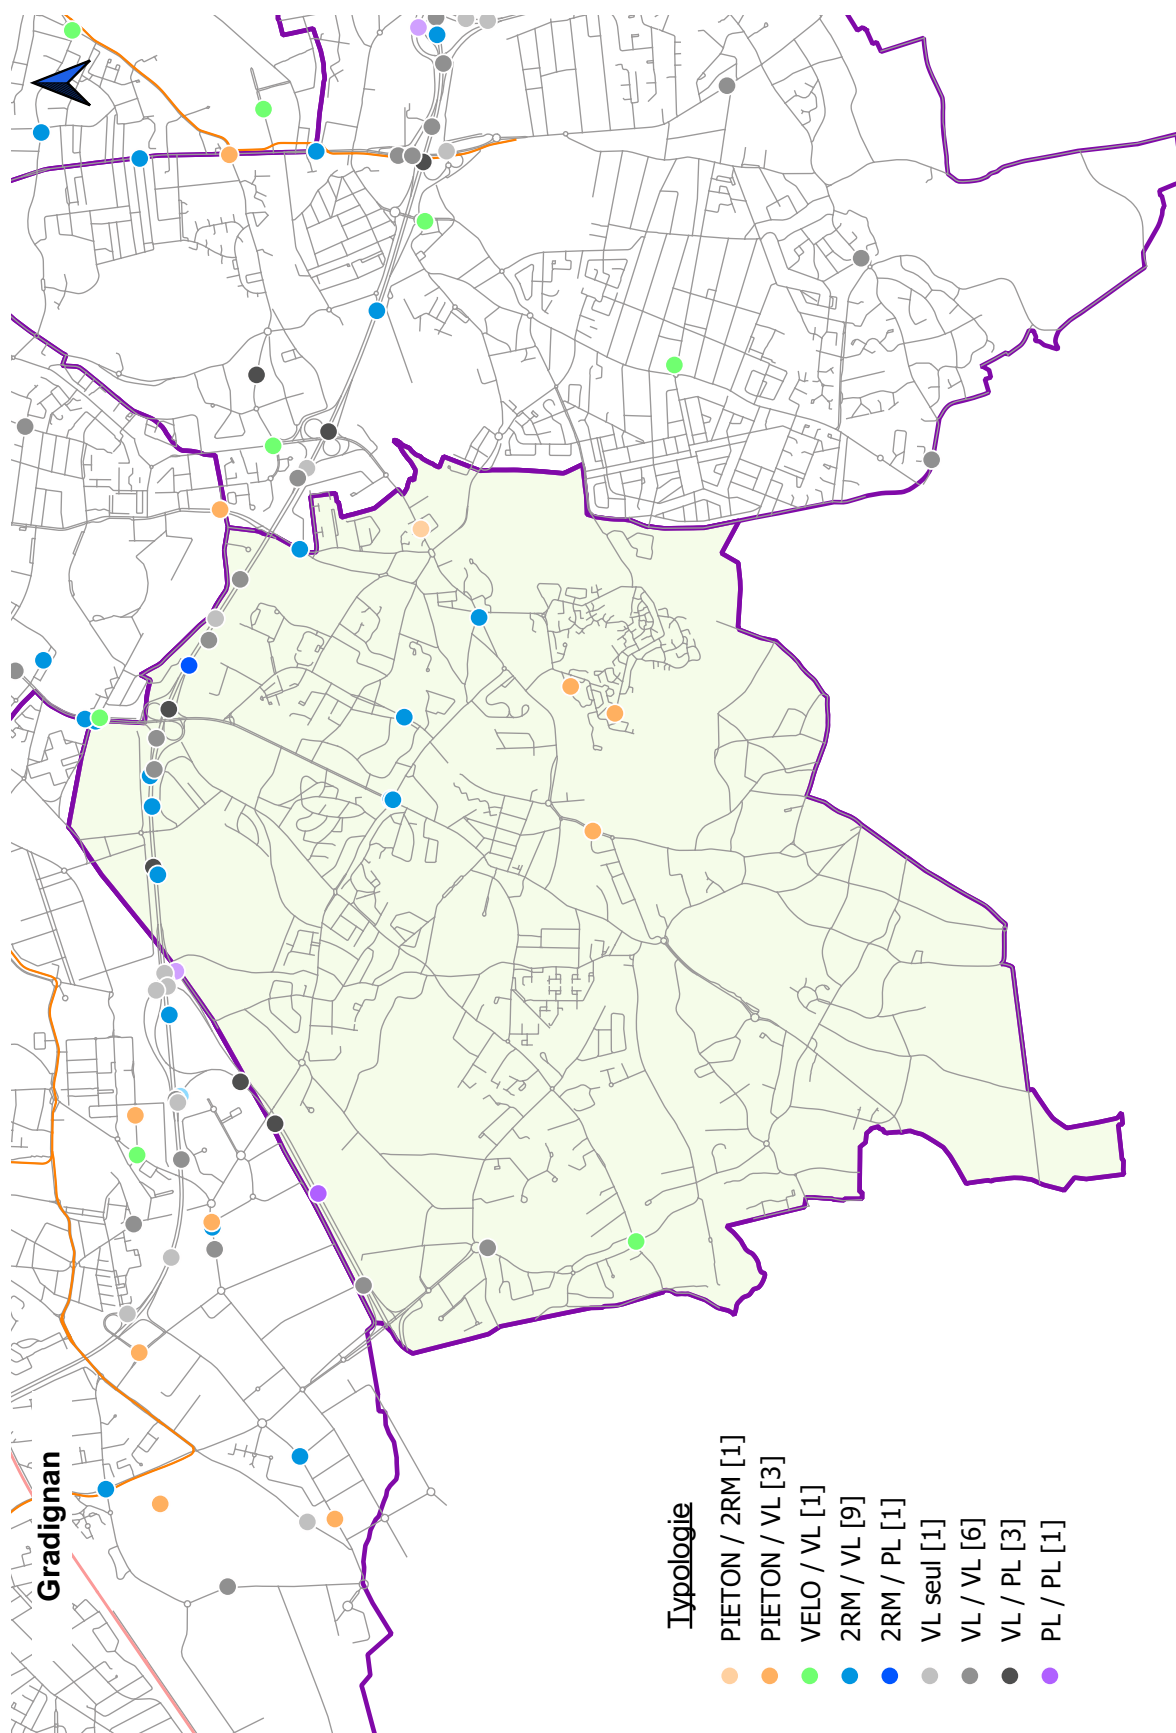 Gradignan
Typologie
PIETON / 2RM [1]
PIETON / VL [3]
VELO / VL [1]
2RM / VL [9]
2RM / PL [1]
VL seul [1]
VL / VL [6]
VL / PL [3]
PL / PL [1]